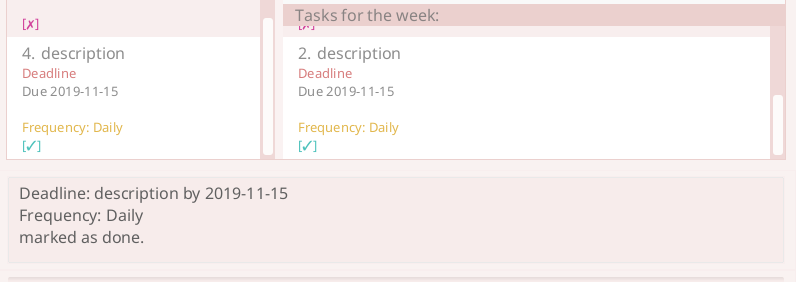 [✗]
4. description
Deadline
Due 2019-11-15
Frequency: Daily
[✓]
Tasks for the week:
[✗]
2. description
Deadline
Due 2019-11-15
Frequency: Daily
[✓]
Deadline: description by 2019-11-15
Frequency: Daily
marked as done.